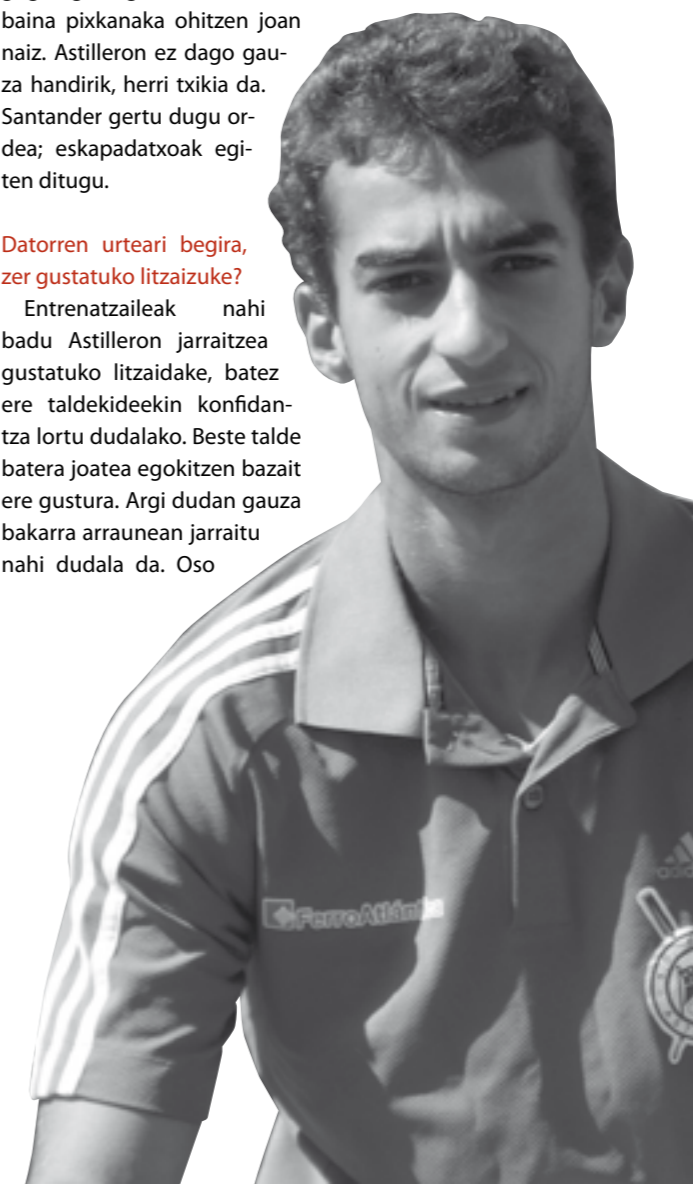 baina pixkanaka ohitzen joan
naiz. Astilleron ez dago gau-
za handirik, herri txikia da.
Santander gertu dugu or-
dea; eskapadatxoak egi-
ten ditugu.
Datorren urteari begira,
zer gustatuko litzaizuke?
Entrenatzaileak nahi
badu Astilleron jarraitzea
gustatuko litzaidake, batez
ere taldekideekin konfidan-
tza lortu dudalako. Beste talde
batera joatea egokitzen bazait
ere gustura. Argi dudan gauza
bakarra arraunean jarraitu
nahi dudala da. Oso